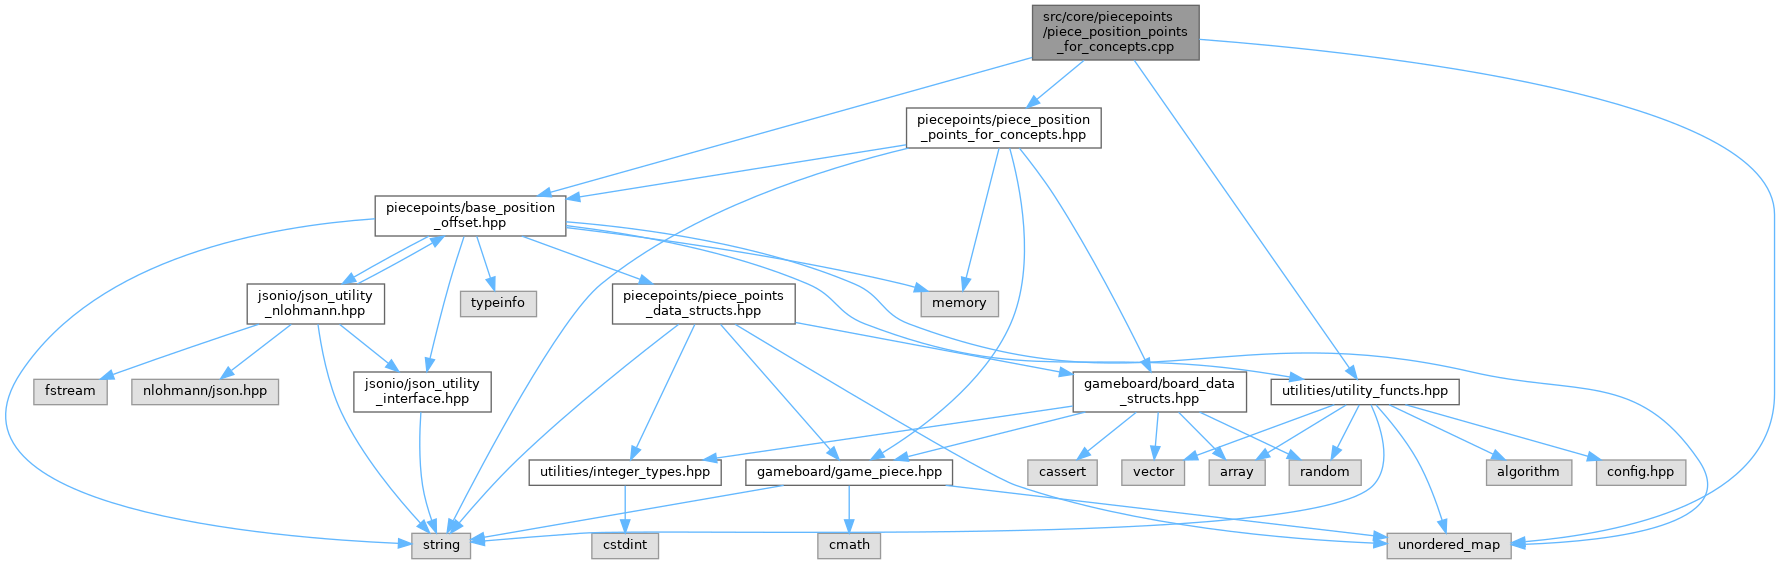 src/core/piecepoints
/piece_position_points
_for_concepts.cpp
piecepoints/piece_position
_points_for_concepts.hpp
piecepoints/base_position
_offset.hpp
jsonio/json_utility
_nlohmann.hpp
typeinfo
piecepoints/piece_points
_data_structs.hpp
memory
fstream
nlohmann/json.hpp
jsonio/json_utility
_interface.hpp
gameboard/board_data
_structs.hpp
utilities/utility_functs.hpp
utilities/integer_types.hpp
gameboard/game_piece.hpp
cassert
vector
array
random
algorithm
config.hpp
string
cstdint
cmath
unordered_map